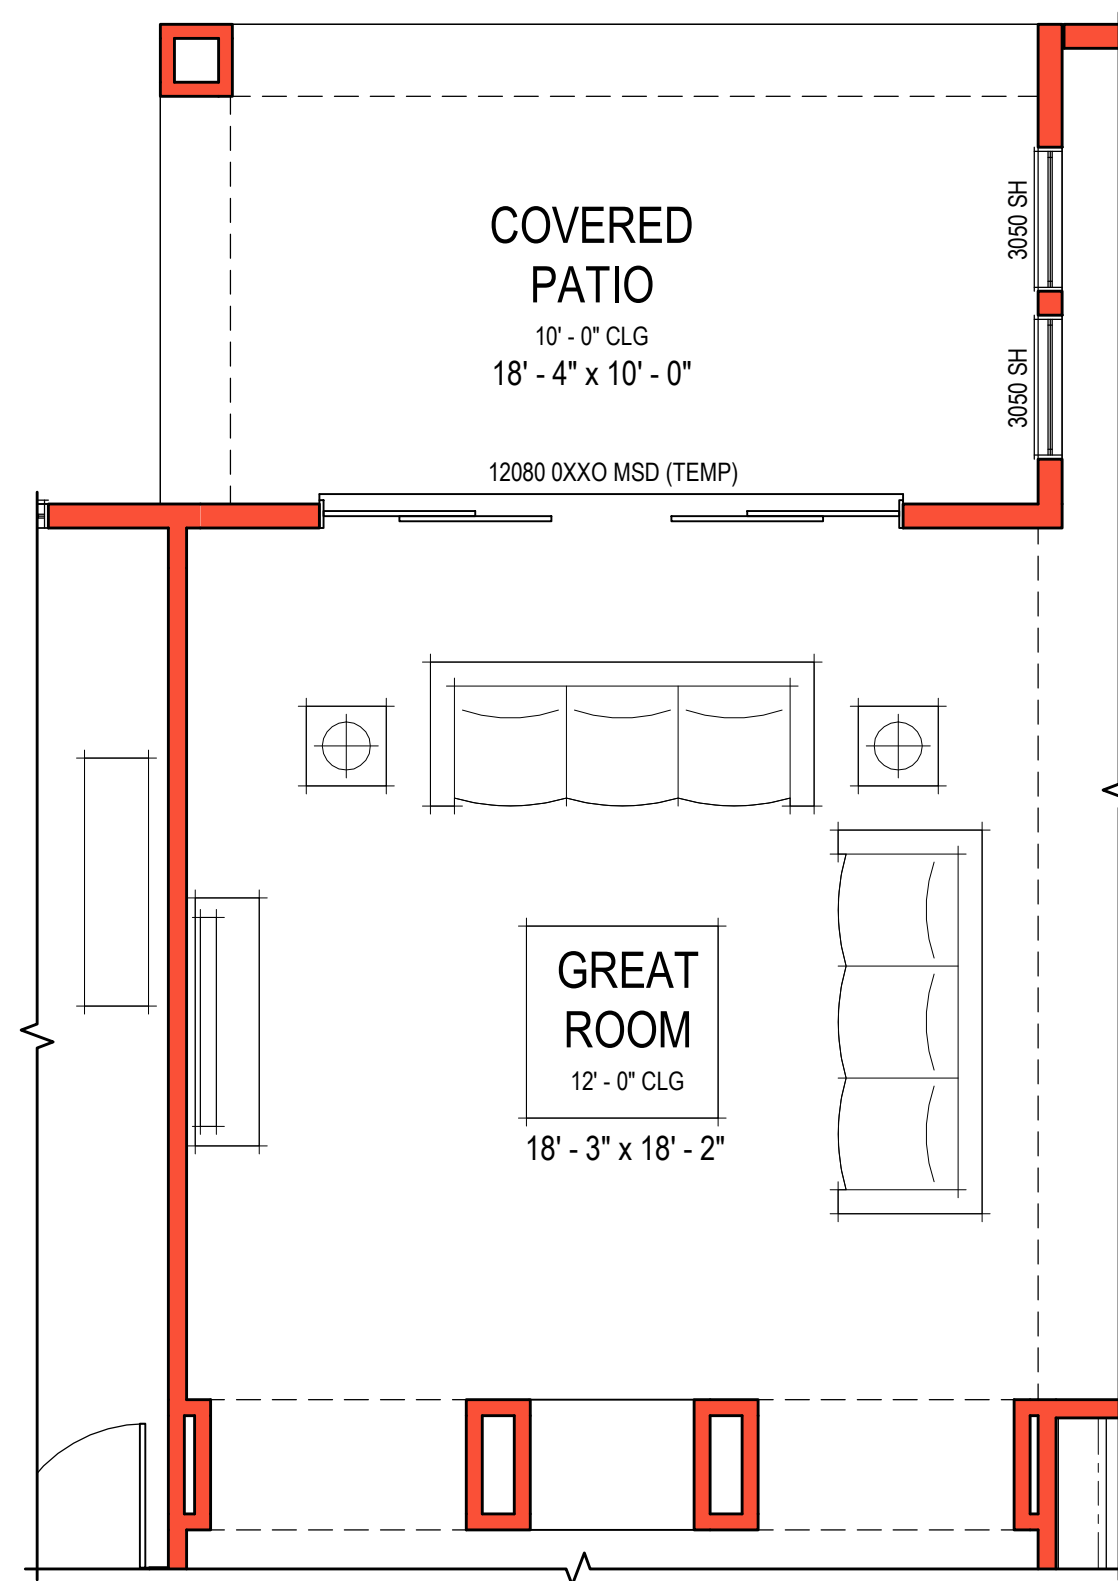 COVERED
PATIO
10' - 0" CLG
18' - 4" x 10' - 0"
3050 SH
3050 SH
12080 0XXO MSD (TEMP)
GREAT
ROOM
12' - 0" CLG
18' - 3" x 18' - 2"